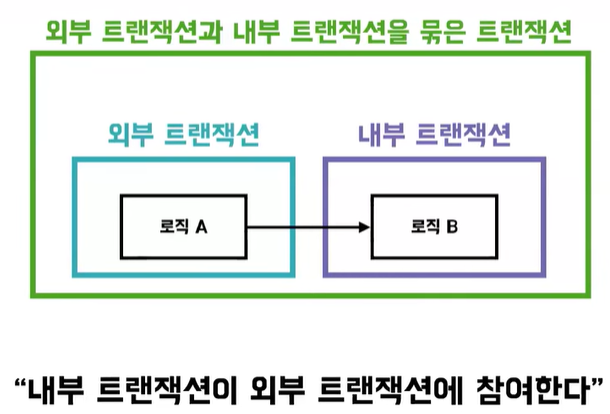 외부 트랜잭션과 내부 트랜잭션을 묶은 트랜잭션
외부 트랜잭션
내부 트랜잭션
로직 A
로직 B
“내부 트랜잭션이 외부 트랜잭션에 참여한다”